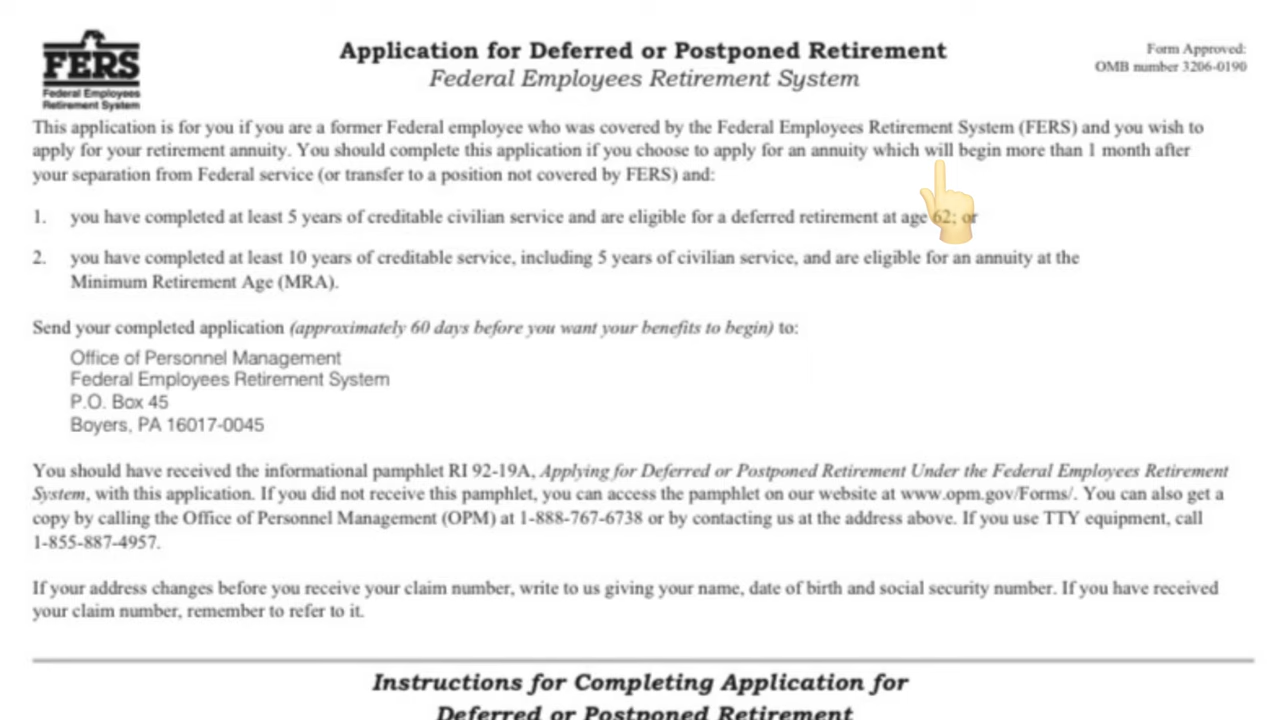 FERS
Federal Employees
Retirement System
Application for Deferred or Postponed Retirement
Federal Employees Retirement System
Form Approved:
OMB number 3206-0190
This application is for you if you are a former Federal employee who was covered by the Federal Employees Retirement System (FERS) and you wish to
apply for your retirement annuity. You should complete this application if you choose to apply for an annuity which will begin more than 1 month after
your separation from Federal service (or transfer to a position not covered by FERS) and:
1. you have completed at least 5 years of creditable civilian service and are eligible for a deferred retirement at age 62; or
2. you have completed at least 10 years of creditable service, including 5 years of civilian service, and are eligible for an annuity at the
Minimum Retirement Age (MRA).
Send your completed application (approximately 60 days before you want your benefits to begin) to:
Office of Personnel Management
Federal Employees Retirement System
P.O. Box 45
Boyers, PA 16017-0045
You should have received the informational pamphlet RI 92-19A, Applying for Deferred or Postponed Retirement Under the Federal Employees Retirement
System, with this application. If you did not receive this pamphlet, you can access the pamphlet on our website at www.opm.gov/Forms/. You can also get a
copy by calling the Office of Personnel Management (OPM) at 1-888-767-6738 or by contacting us at the address above. If you use TTY equipment, call
1-855-887-4957.
If your address changes before you receive your claim number, write to us giving your name, date of birth and social security number. If you have received
your claim number, remember to refer to it.
Instructions for Completing Application for
Deferred or Postponed Retirement